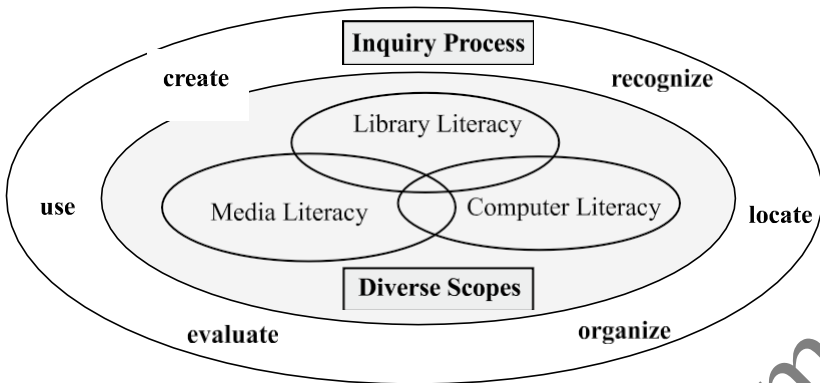 Inquiry Process
create
recognize
Library Literacy
Media Literacy
Computer Literacy
use
locate
Diverse Scopes
evaluate
organize
m